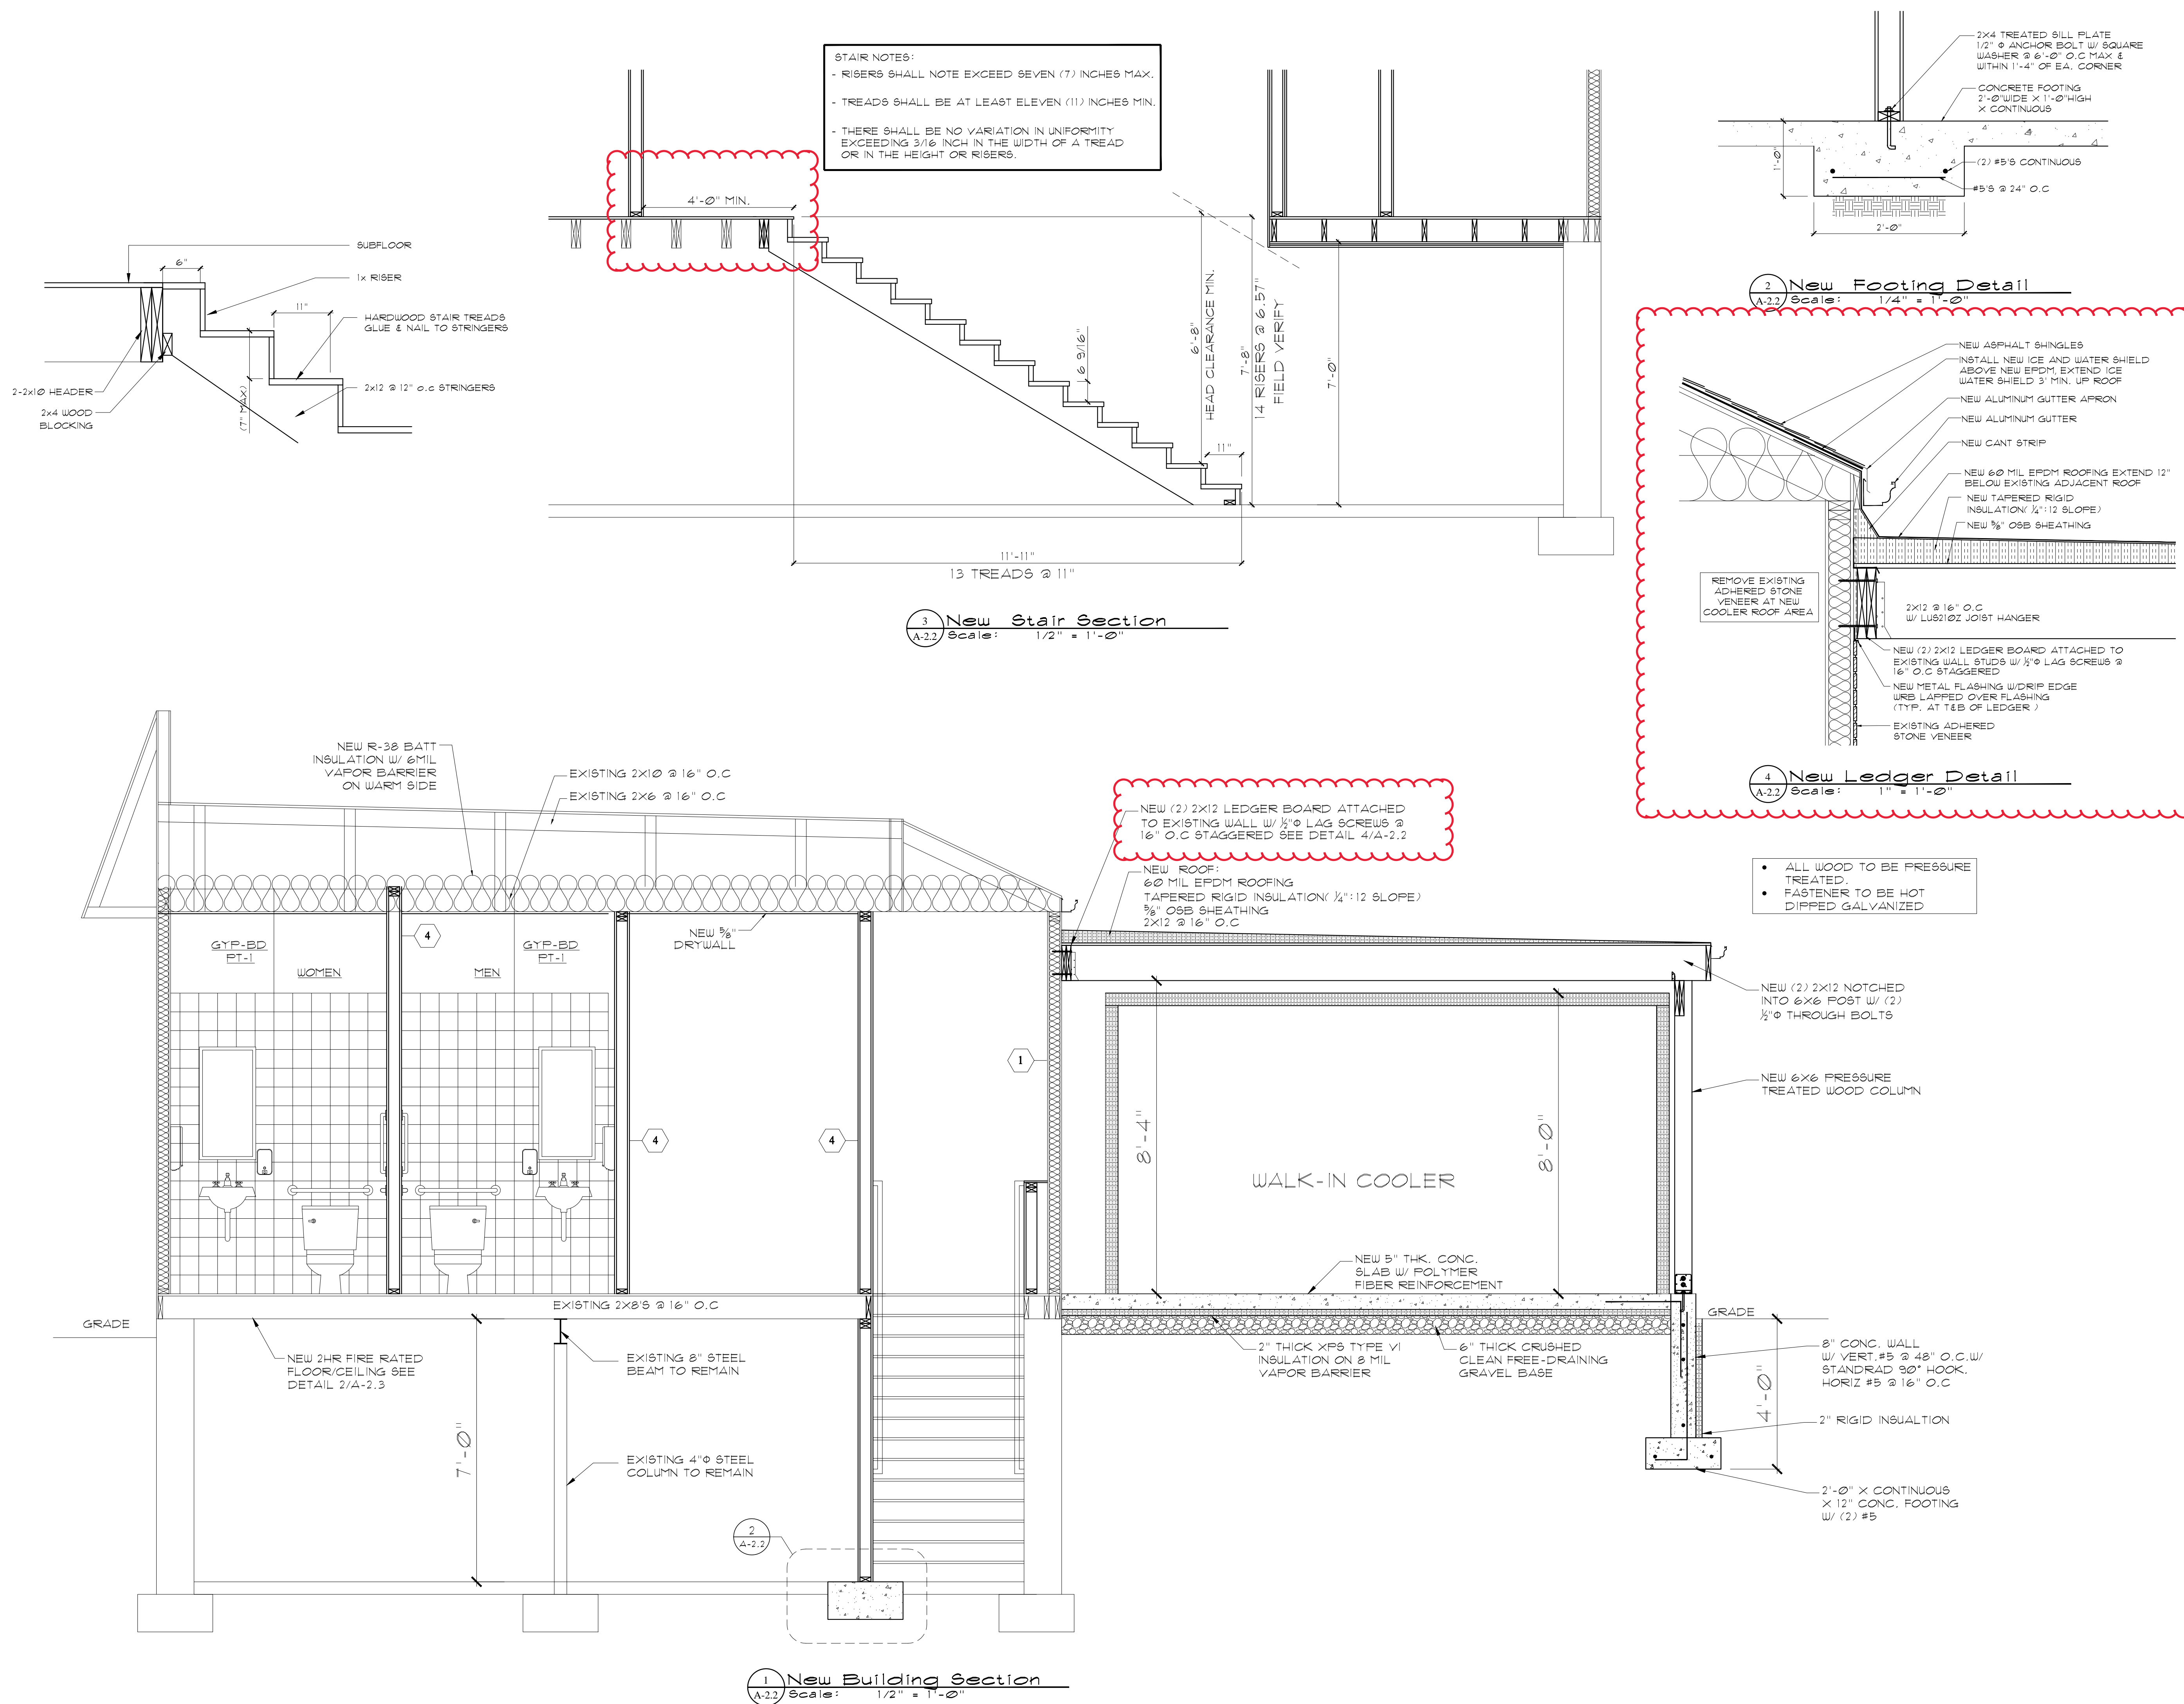 STAIR NOTES:
- RISERS SHALL NOTE EXCEED SEVEN (7) INCHES MAX.
- TREADS SHALL BE AT LEAST ELEVEN (11) INCHES MIN.
- THERE SHALL BE NO VARIATION IN UNIFORMITY
EXCEEDING 3/16 INCH IN THE WIDTH OF A TREAD
OR IN THE HEIGHT OR RISERS.
SUBFLOOR
6"
1x RISER
11"
HARDWOOD STAIR TREADS
GLUE & NAIL TO STRINGERS
2-2x10 HEADER
2x12 @ 12" o.c STRINGERS
2x4 WOOD
BLOCKING
(7" MAX)
4'-0" MIN.
6 9/16"
6'-8"
HEAD CLEARANCE MIN.
7'-8"
14 RISERS @ 6.57"
FIELD VERIFY
7'-0"
11"
11'-11"
13 TREADS @ 11"
3
A-2.2
New Stair Section
Scale: 1/2" = 1'-0"
2X4 TREATED SILL PLATE
1/2" Φ ANCHOR BOLT W/ SQUARE
WASHER @ 6'-0" O.C MAX &
WITHIN 1'-4" OF EA. CORNER
CONCRETE FOOTING
2'-0"WIDE X 1'-0"HIGH
X CONTINUOUS
1'-0"
(2) #5'S CONTINUOUS
#5'S @ 24" O.C
2'-0"
2
A-2.2
New Footing Detail
Scale: 1/4" = 1'-0"
NEW ASPHALT SHINGLES
INSTALL NEW ICE AND WATER SHIELD
ABOVE NEW EPDM, EXTEND ICE
WATER SHIELD 3' MIN. UP ROOF
NEW ALUMINUM GUTTER APRON
NEW ALUMINUM GUTTER
NEW CANT STRIP
NEW 60 MIL EPDM ROOFING EXTEND 12"
BELOW EXISTING ADJACENT ROOF
NEW TAPERED RIGID
INSULATION( ¼":12 SLOPE)
NEW ⅝" OSB SHEATHING
REMOVE EXISTING
ADHERED STONE
VENEER AT NEW
COOLER ROOF AREA
2X12 @ 16" O.C
W/ LUS210Z JOIST HANGER
NEW (2) 2X12 LEDGER BOARD ATTACHED TO
EXISTING WALL STUDS W/ ½"Φ LAG SCREWS @
16" O.C STAGGERED
NEW METAL FLASHING W/DRIP EDGE
WRB LAPPED OVER FLASHING
(TYP. AT T&B OF LEDGER )
EXISTING ADHERED
STONE VENEER
4
A-2.2
New Ledger Detail
Scale: 1" = 1'-0"
• ALL WOOD TO BE PRESSURE
TREATED.
• FASTENER TO BE HOT
DIPPED GALVANIZED
NEW R-38 BATT
INSULATION W/ 6MIL
VAPOR BARRIER
ON WARM SIDE
EXISTING 2X10 @ 16" O.C
EXISTING 2X6 @ 16" O.C
NEW (2) 2X12 LEDGER BOARD ATTACHED
TO EXISTING WALL W/ ½"Φ LAG SCREWS @
16" O.C STAGGERED SEE DETAIL 4/A-2.2
NEW ROOF:
60 MIL EPDM ROOFING
TAPERED RIGID INSULATION( ¼":12 SLOPE)
⅝" OSB SHEATHING
2X12 @ 16" O.C
GYP-BD
PT-1
WOMEN
4
MEN
GYP-BD
PT-1
NEW ⅝"
DRYWALL
4
4
1
NEW (2) 2X12 NOTCHED
INTO 6X6 POST W/ (2)
½"Φ THROUGH BOLTS
NEW 6X6 PRESSURE
TREATED WOOD COLUMN
8'-4"
8'-0"
WALK-IN COOLER
NEW 5" THK. CONC.
SLAB W/ POLYMER
FIBER REINFORCEMENT
EXISTING 2X8'S @ 16" O.C
GRADE
GRADE
NEW 2HR FIRE RATED
FLOOR/CEILING SEE
DETAIL 2/A-2.3
EXISTING 8" STEEL
BEAM TO REMAIN
2" THICK XPS TYPE VI
INSULATION ON 8 MIL
VAPOR BARRIER
6" THICK CRUSHED
CLEAN FREE-DRAINING
GRAVEL BASE
8" CONC. WALL
W/ VERT.#5 @ 48" O.C.W/
STANDRAD 90° HOOK.
HORIZ #5 @ 16" O.C
4'-0"
2" RIGID INSUALTION
7'-0"
EXISTING 4"Φ STEEL
COLUMN TO REMAIN
2'-0" X CONTINUOUS
X 12" CONC. FOOTING
W/ (2) #5
2
A-2.2
1
A-2.2
New Building Section
Scale: 1/2" = 1'-0"